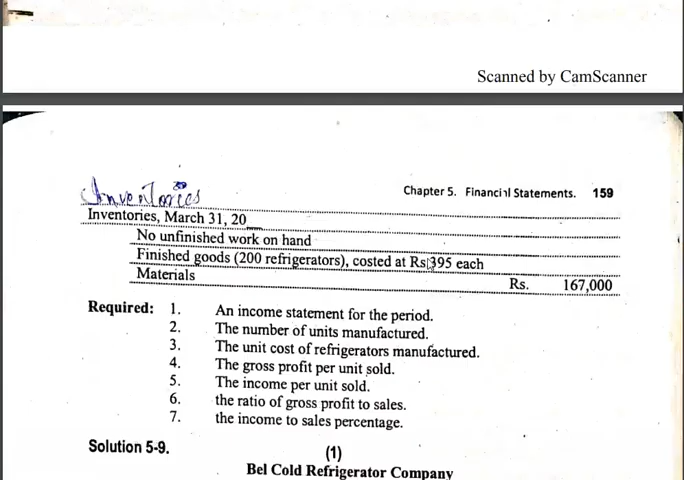 Scanned by CamScanner
Inventories
Chapter 5. Financial Statements. 159
Inventories, March 31, 20__
No unfinished work on hand
Finished goods (200 refrigerators), costed at Rs 395 each
Materials Rs. 167,000
Required: 1. An income statement for the period.
2. The number of units manufactured.
3. The unit cost of refrigerators manufactured.
4. The gross profit per unit sold.
5. The income per unit sold.
6. the ratio of gross profit to sales.
7. the income to sales percentage.
Solution 5-9. (1)
Bel Cold Refrigerator Company